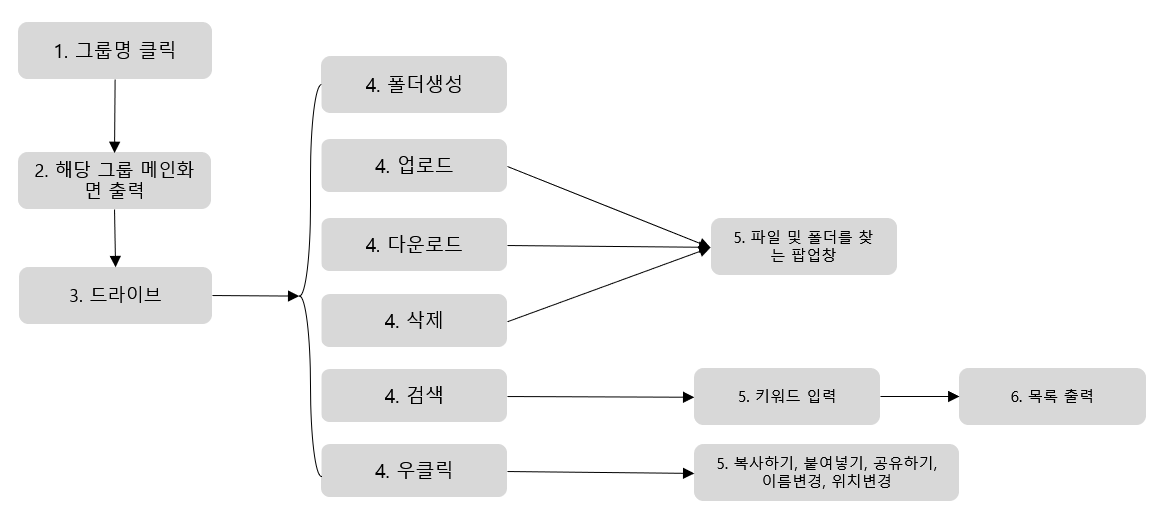 1. 그룹명 클릭
2. 해당 그룹 메인화
면 출력
3. 드라이브
4. 폴더생성
4. 업로드
4. 다운로드
4. 삭제
4. 검색
4. 우클릭
5. 파일 및 폴더를 찾
는 팝업창
5. 키워드 입력
6. 목록 출력
5. 복사하기, 붙여넣기, 공유하기,
이름변경, 위치변경